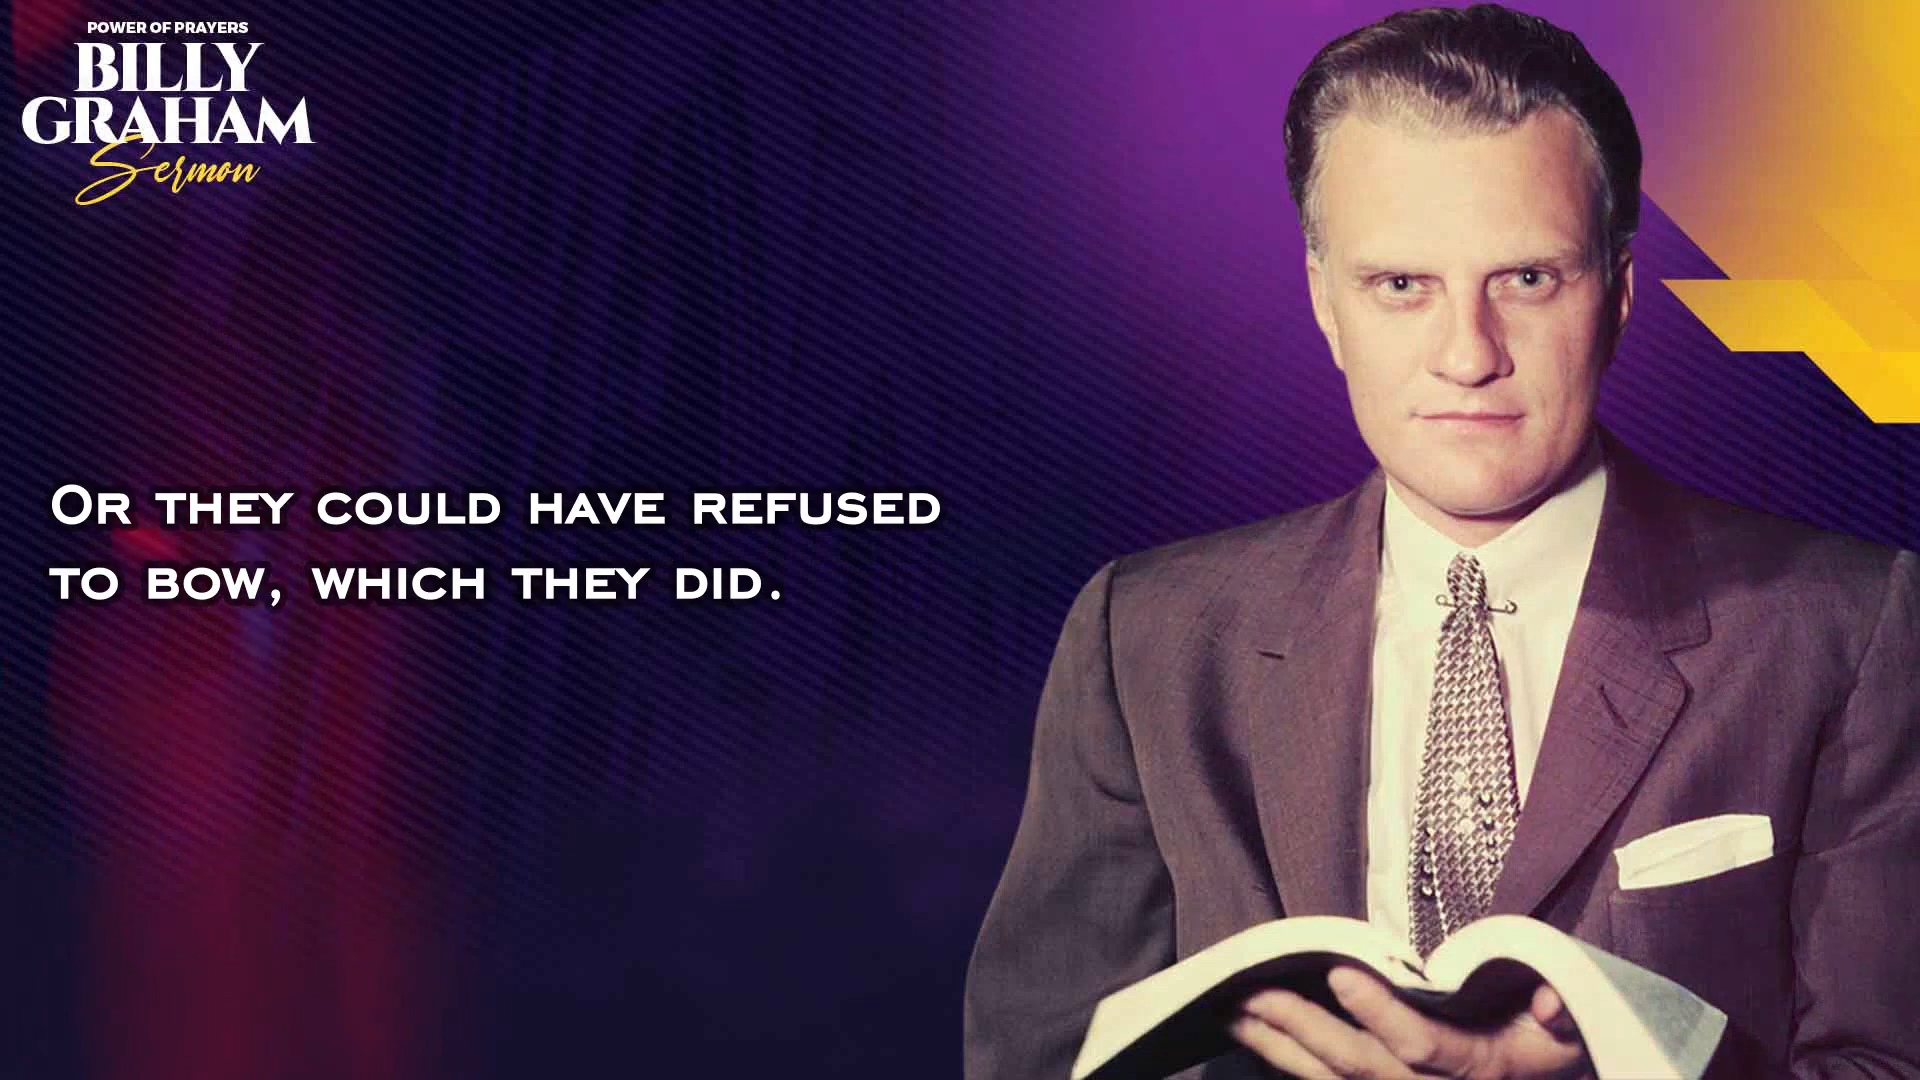 POWER OF PRAYERS
BILLY
GRAHAM
Sermon
Or they could have refused
to bow, which they did.